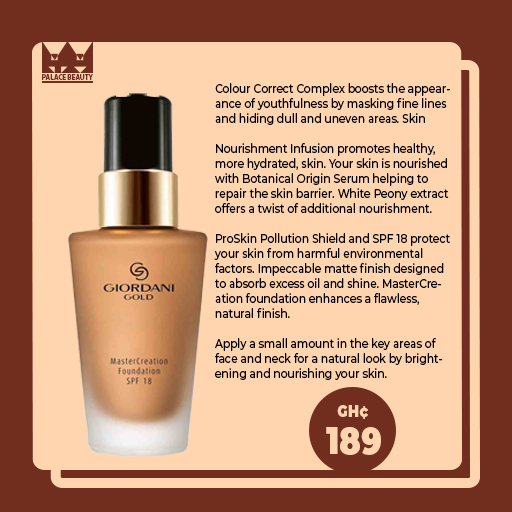 PALACE BEAUTY
Colour Correct Complex boosts the appear-
ance of youthfulness by masking fine lines
and hiding dull and uneven areas. Skin
Nourishment Infusion promotes healthy,
more hydrated, skin. Your skin is nourished
with Botanical Origin Serum helping to
repair the skin barrier. White Peony extract
offers a twist of additional nourishment.
ProSkin Pollution Shield and SPF 18 protect
your skin from harmful environmental
factors. Impeccable matte finish designed
to absorb excess oil and shine. MasterCre-
ation foundation enhances a flawless,
natural finish.
Apply a small amount in the key areas of
face and neck for a natural look by bright-
ening and nourishing your skin.
GIORDANI
GOLD
MasterCreation
Foundation
SPF 18
GH¢
189